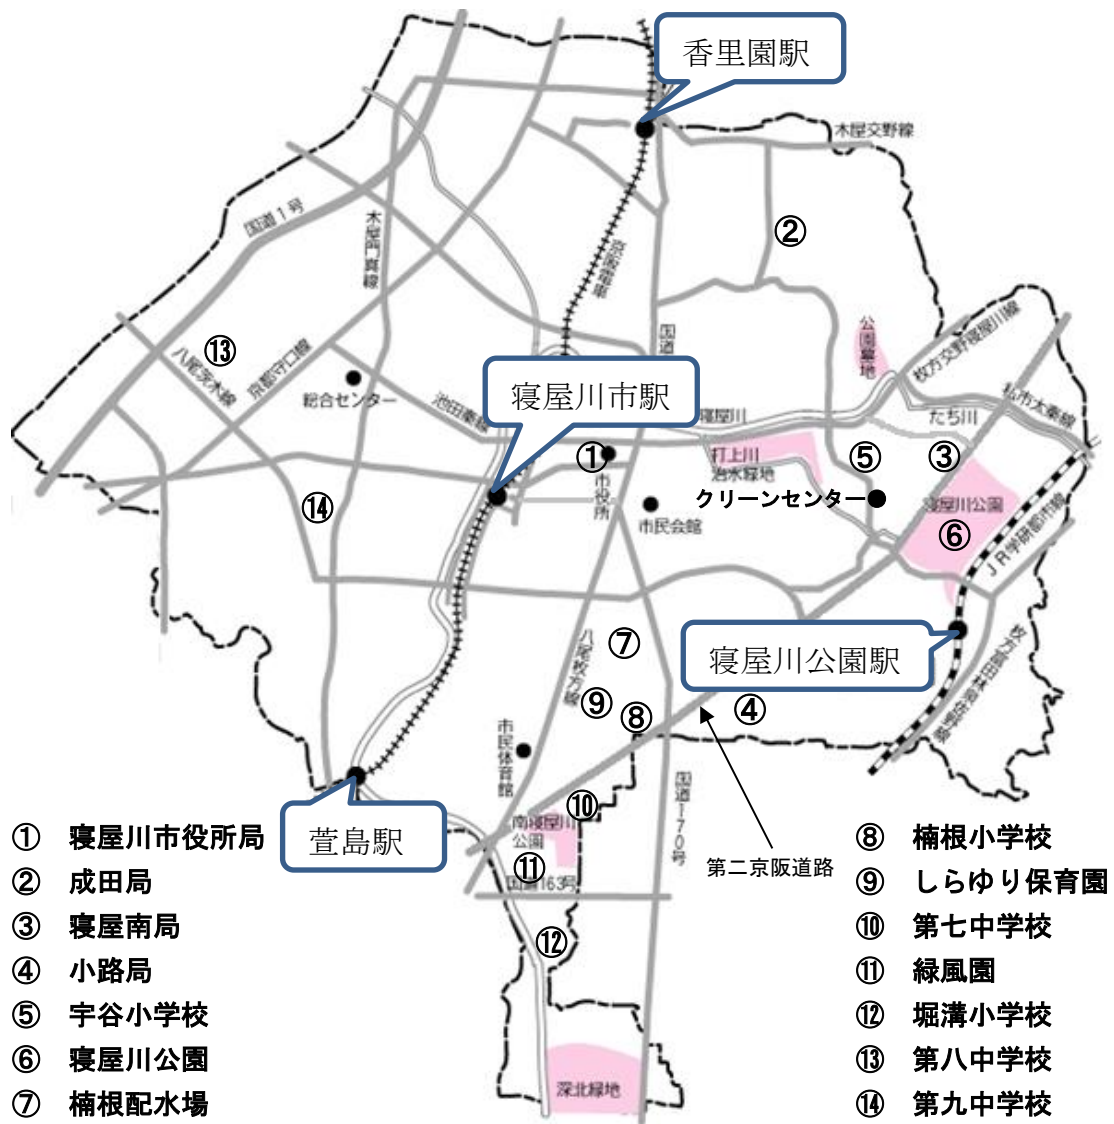 香里園駅
木屋交野線
国道1号
木屋門真線
②
京阪電車
国道
公園墓地
枚方交野寝屋川線
⑬
八尾茨木線
京都守口線
総合センター
池田秦線
寝屋川市駅
寝屋川
たち川
私市太秦線
①
市役所
打上川
治水緑地
⑤
③
クリーンセンター
⑭
市民会館
寝屋川公園
⑥
JR学研都市線
⑦
八尾枚方線
寝屋川公園駅
枚方富田林泉佐野線
⑨
⑧
④
市民体育館
国道170号
⑩
萱島駅
南寝屋川
公園
⑪
国道163号
第二京阪道路
⑫
深北緑地
① 寝屋川市役所局
② 成田局
③ 寝屋南局
④ 小路局
⑤ 宇谷小学校
⑥ 寝屋川公園
⑦ 楠根配水場
⑧ 楠根小学校
⑨ しらゆり保育園
⑩ 第七中学校
⑪ 緑風園
⑫ 堀溝小学校
⑬ 第八中学校
⑭ 第九中学校